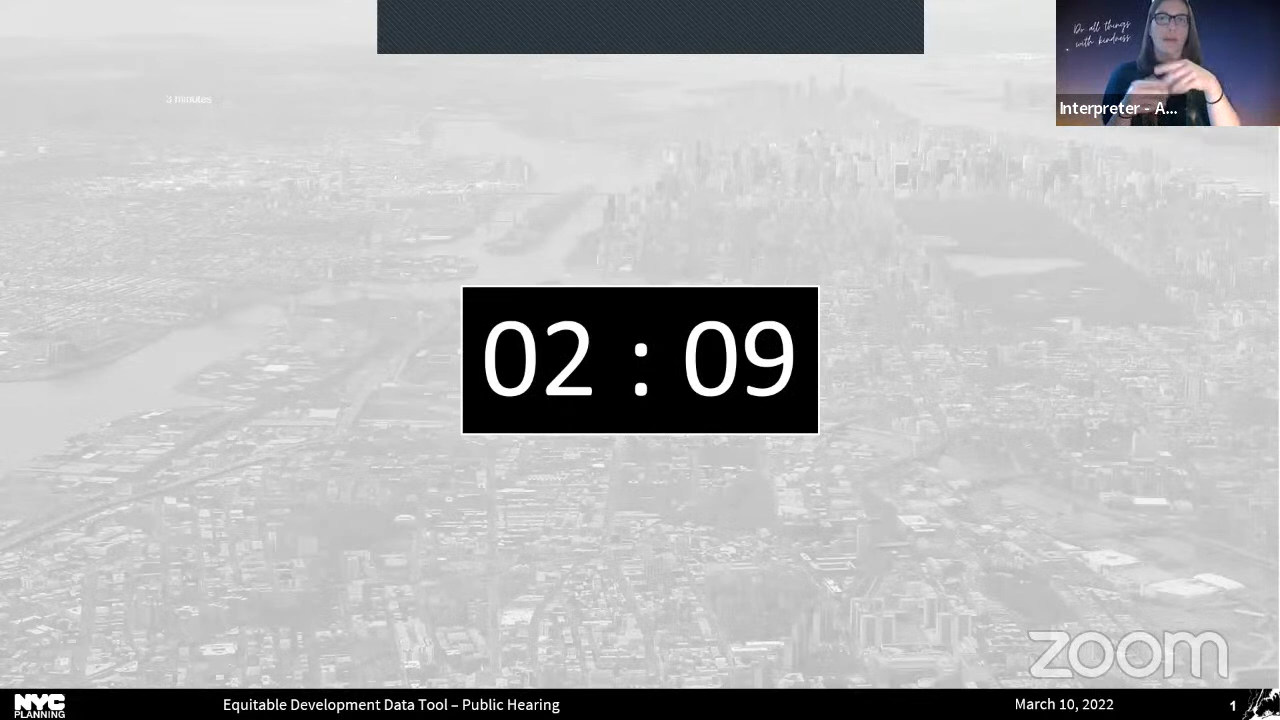 Do all things
with kindness
Interpreter - A...
3 minutes
02 : 09
zoom
NYC
PLANNING
Equitable Development Data Tool – Public Hearing
March 10, 2022
1